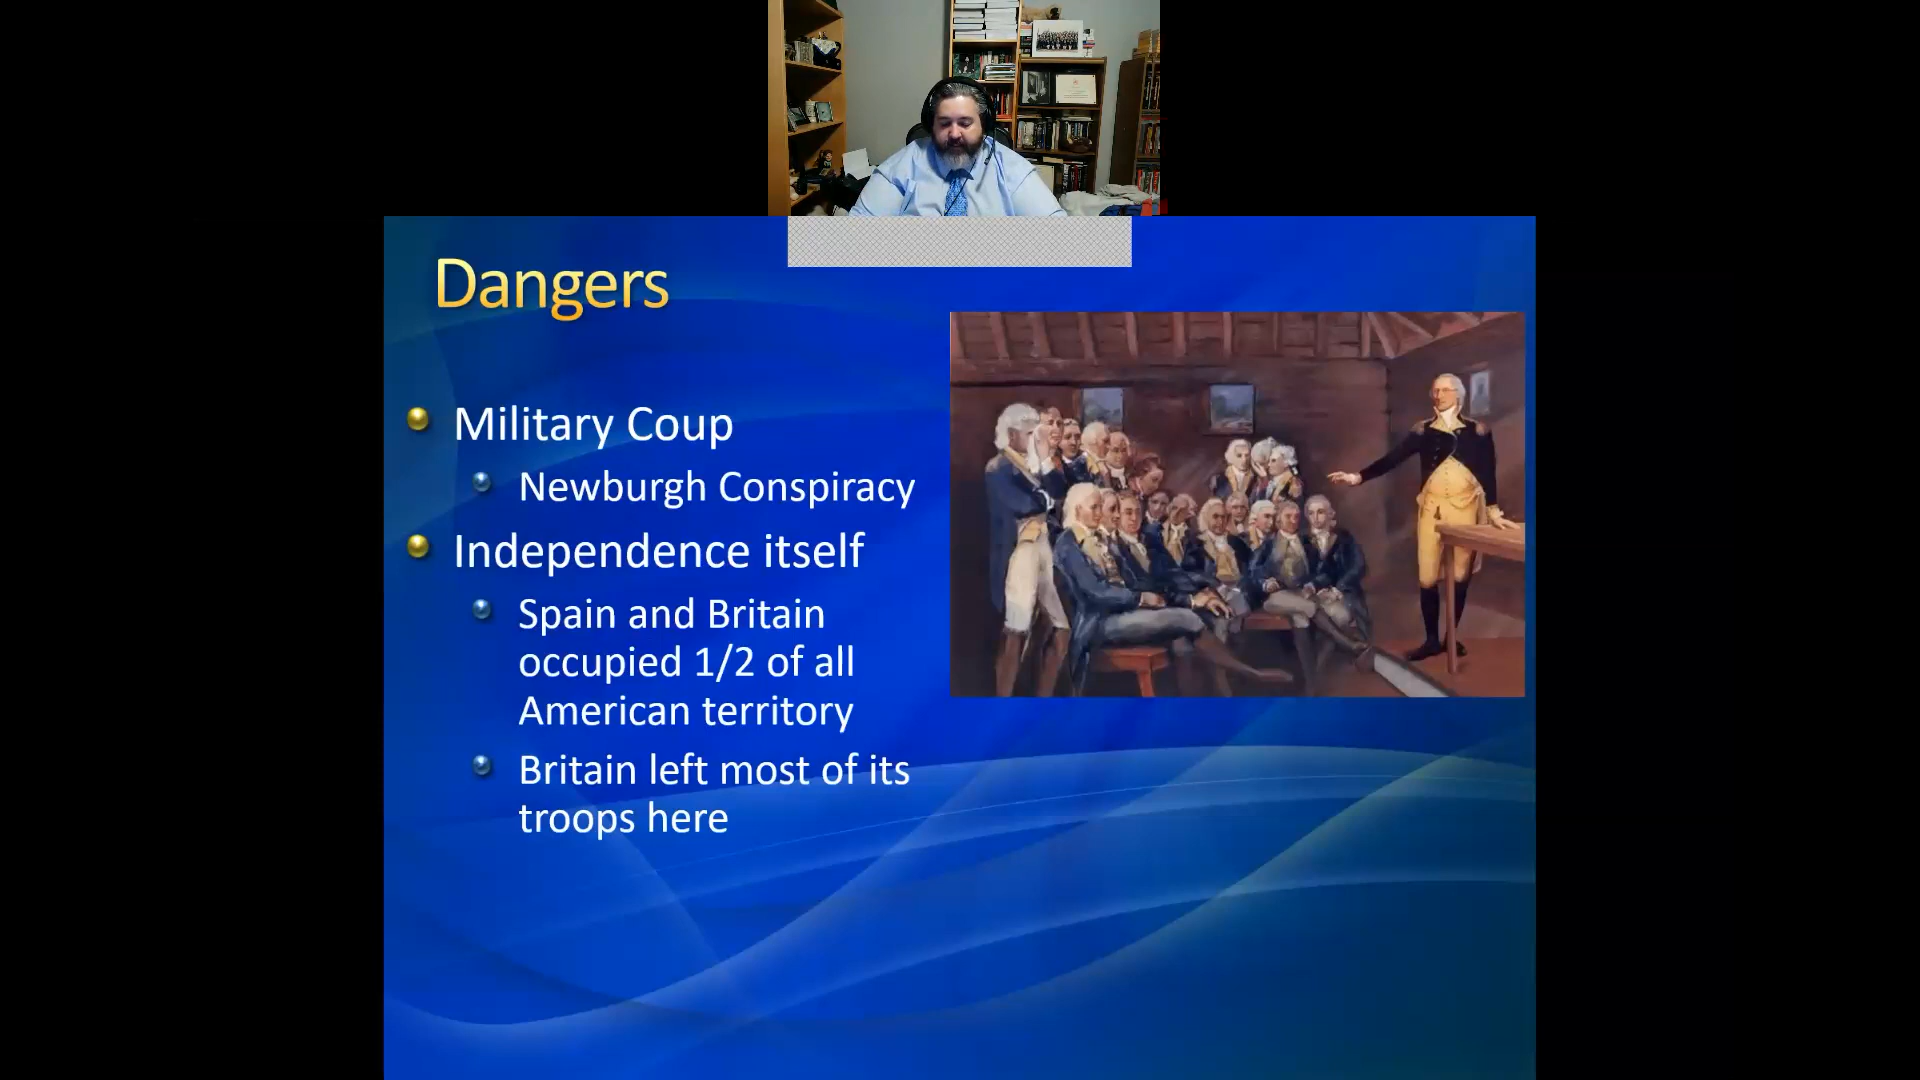 Dangers
Military Coup
Newburgh Conspiracy
Independence itself
Spain and Britain
occupied 1/2 of all
American territory
Britain left most of its
troops here